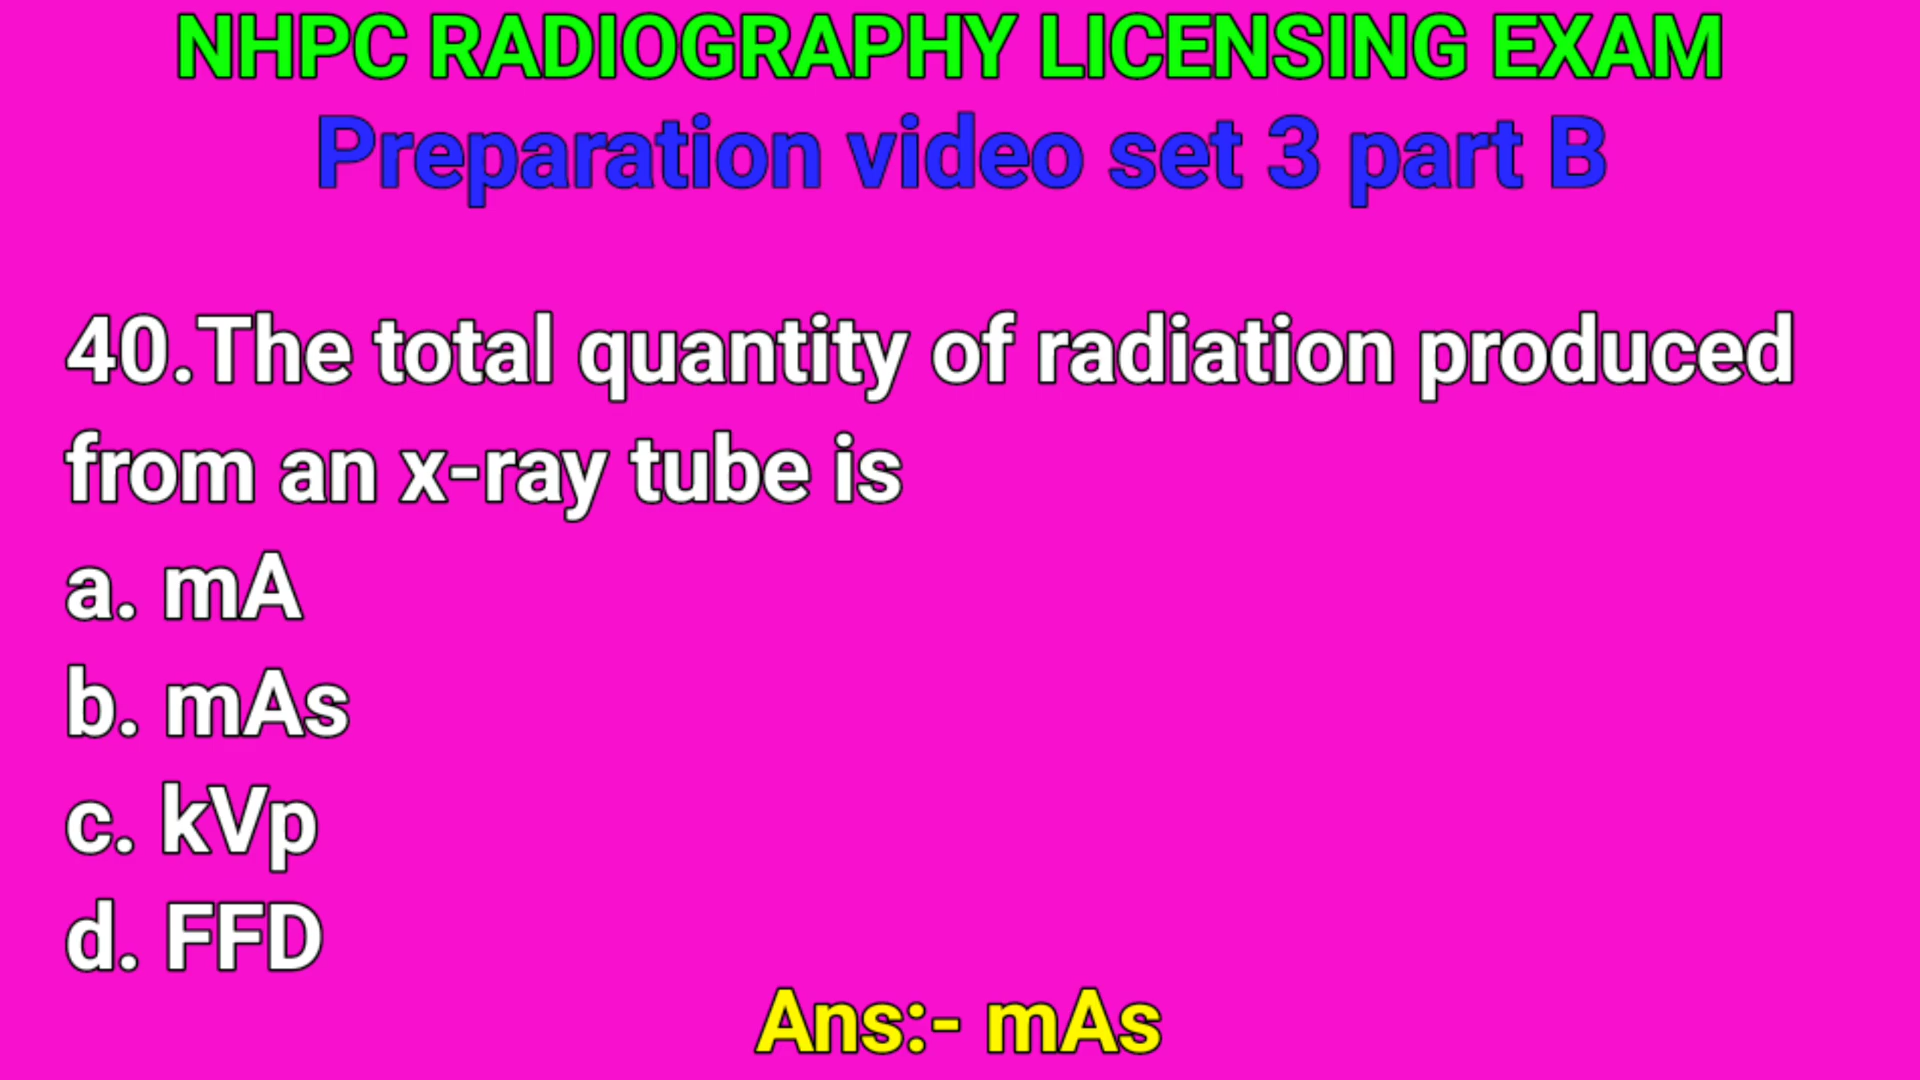 NHPC RADIOGRAPHY LICENSING EXAM
Preparation video set 3 part B
40.The total quantity of radiation produced
from an x-ray tube is
a. mA
b. mAs
c. kVp
d. FFD
Ans:- mAs